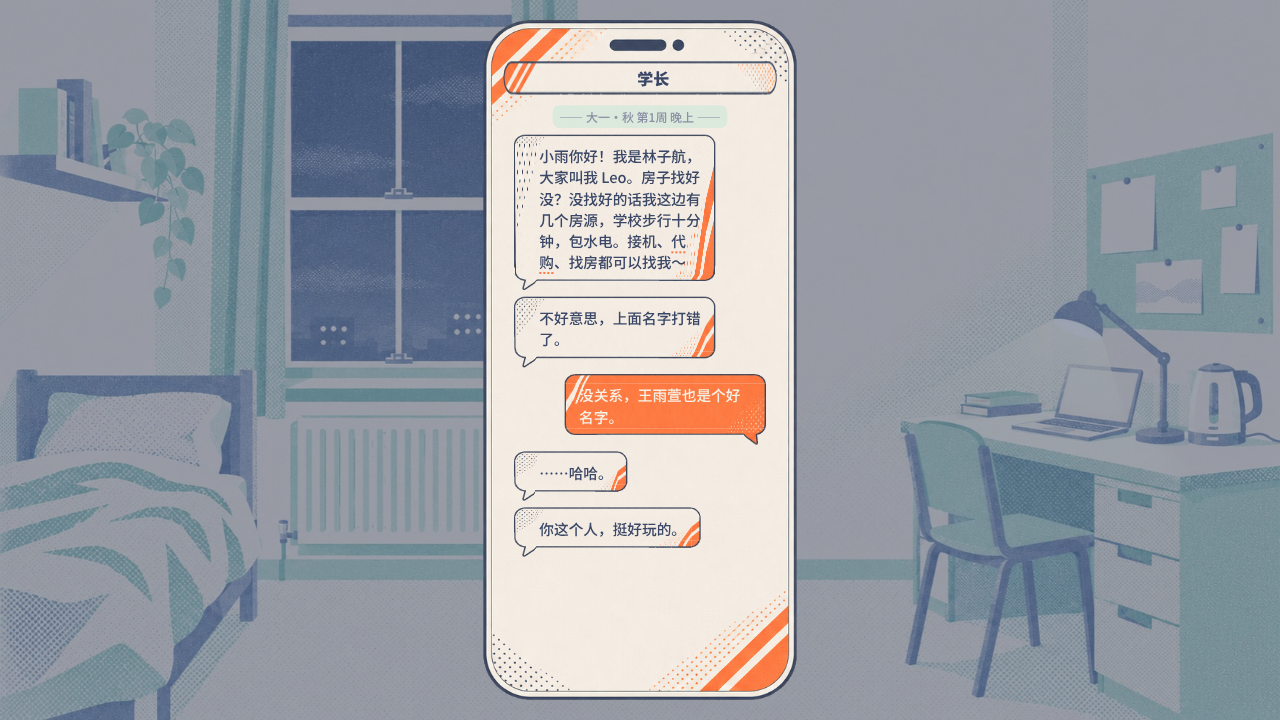 学长
大一·秋 第1周 晚上
小雨你好！我是林子航，
大家叫我 Leo。房子找好
没？没找好的话我这边有
几个房源，学校步行十分
钟，包水电。接机、代
购、找房都可以找我～
不好意思，上面名字打错
了。
没关系，王雨萱也是个好
名字。
……哈哈。
你这个人，挺好玩的。